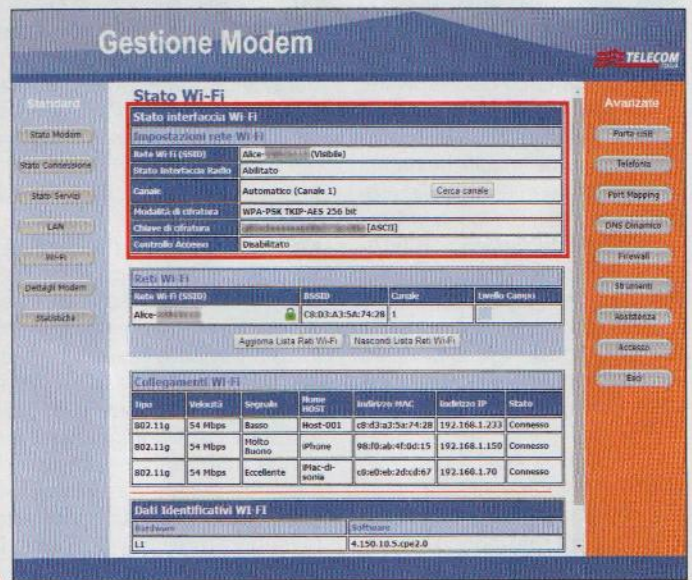 Gestione Modem
TELECOM
ITALIA
Standard
Stato Modem
Stato Connessione
Stato Servizi
LAN
Wi-Fi
Dettagli Modem
Statistiche
Stato Wi-Fi
Stato interfaccia Wi-Fi
Impostazioni rete Wi-Fi
Rete Wi-Fi (SSID) Alice- (Visibile)
Stato Interfaccia Radio Abilitato
Canale Automatico (Canale 1) Cerca canale
Modalità di cifratura WPA-PSK TKIP-AES 256 bit
Chiave di cifratura [ASCII]
Controllo Accesso Disabilitato
Reti Wi-Fi
Rete Wi-Fi (SSID) BSSID Canale Livello Campo
Alice- C8:D3:A3:5A:74:28 1
Aggiorna Lista Reti Wi-Fi Nascondi Lista Reti Wi-Fi
Collegamenti Wi-Fi
Tipo Velocità Segnale Nome HOST Indirizzo MAC Indirizzo IP Stato
802.11g 54 Mbps Basso Host-001 c8:d3:a3:5a:74:28 192.168.1.233 Connesso
802.11g 54 Mbps Molto Buono iPhone 98:f0:ab:4f:0d:15 192.168.1.150 Connesso
802.11g 54 Mbps Eccellente iMac-di-sonia c8:e0:eb:2d:cd:67 192.168.1.70 Connesso
Dati Identificativi WI-FI
Hardware Software
L1 4.150.10.5.cpe2.0
Avanzate
Porta USB
Telefonia
Port Mapping
DNS Dinamico
Firewall
Strumenti
Assistenza
Accesso
Esci